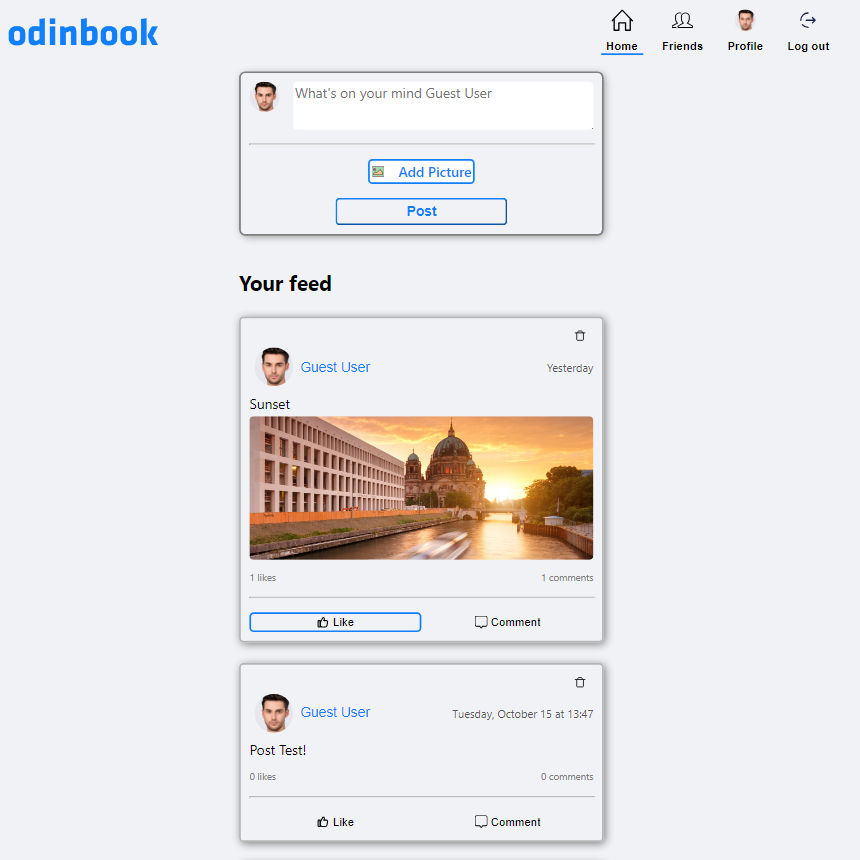 odinbook
Home Friends Profile Log out
What's on your mind Guest User
Add Picture
Post
Your feed
Guest User
Yesterday
Sunset
1 likes 1 comments
Like Comment
Guest User
Tuesday, October 15 at 13:47
Post Test!
0 likes 0 comments
Like Comment